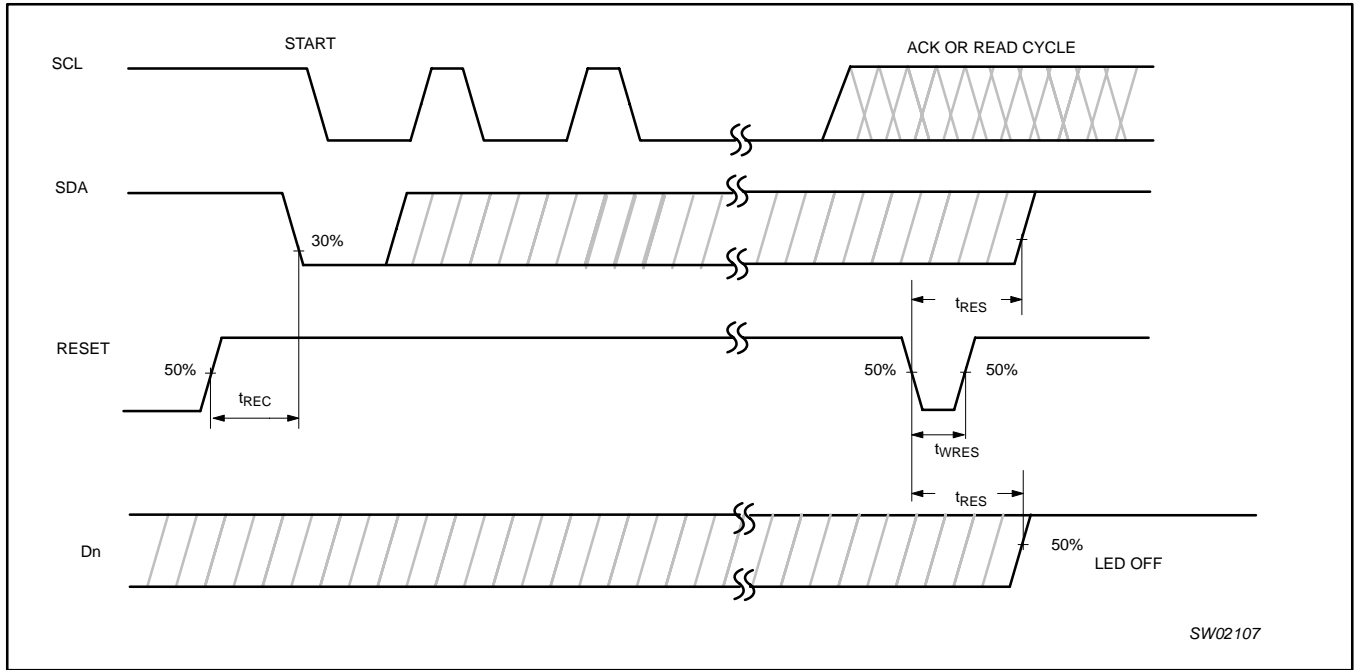 START
ACK OR READ CYCLE
SCL
SDA
30%
tRES
RESET
50%
50%
50%
tREC
tWRES
tRES
Dn
50%
LED OFF
SW02107